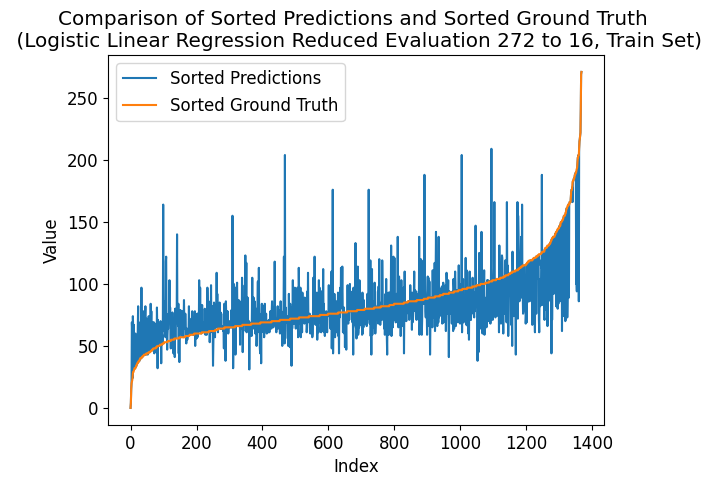 Comparison of Sorted Predictions and Sorted Ground Truth
(Logistic Linear Regression Reduced Evaluation 272 to 16, Train Set)
Sorted Predictions
Sorted Ground Truth
250
200
150
100
50
0
Value
0 200 400 600 800 1000 1200 1400
Index